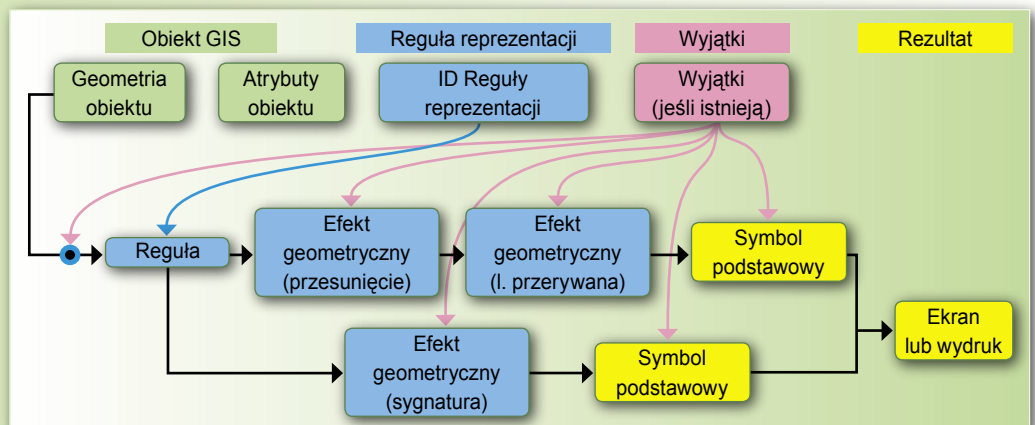 Obiekt GIS
Reguła reprezentacji
Wyjątki
Rezultat
Geometria
obiektu
Atrybuty
obiektu
ID Reguły
reprezentacji
Wyjątki
(jeśli istnieją)
Reguła
Efekt
geometryczny
(przesunięcie)
Efekt
geometryczny
(l. przerywana)
Symbol
podstawowy
Efekt
geometryczny
(sygnatura)
Symbol
podstawowy
Ekran
lub wydruk